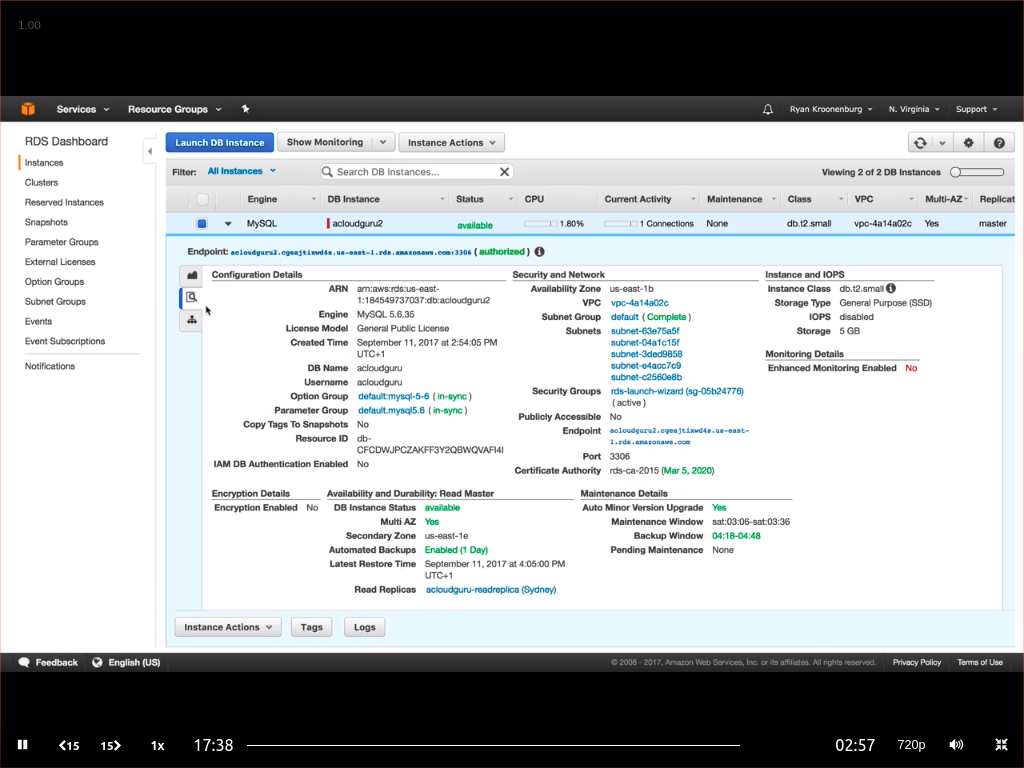 1.00
Services
Resource Groups
Ryan Kroonenburg
N. Virginia
Support
RDS Dashboard
Instances
Clusters
Reserved Instances
Snapshots
Parameter Groups
External Licenses
Option Groups
Subnet Groups
Events
Event Subscriptions
Notifications
Launch DB Instance
Show Monitoring
Instance Actions
Filter: All Instances
Search DB Instances...
Viewing 2 of 2 DB Instances
Engine DB Instance Status CPU Current Activity Maintenance Class VPC Multi-AZ Replicat
MySQL acloudguru2 available 1.80% 1 Connections None db.t2.small vpc-4a14a02c Yes master
Endpoint: acloudguru2.cgeajtixwd4s.us-east-1.rds.amazonaws.com:3306 ( authorized )
Configuration Details
ARN arn:aws:rds:us-east-
1:184549737037:db:acloudguru2
Engine MySQL 5.6.35
License Model General Public License
Created Time September 11, 2017 at 2:54:05 PM
UTC+1
DB Name acloudguru
Username acloudguru
Option Group default:mysql-5-6 ( in-sync )
Parameter Group default.mysql5.6 ( in-sync )
Copy Tags To Snapshots No
Resource ID db-
CFCDWJPCZAKFF3Y2QBWQVAFI4I
IAM DB Authentication Enabled No
Security and Network
Availability Zone us-east-1b
VPC vpc-4a14a02c
Subnet Group default ( Complete )
Subnets subnet-63e75a5f
subnet-04a1c15f
subnet-3ded9858
subnet-e4acc7c9
subnet-c2560e8b
Security Groups rds-launch-wizard (sg-05b24776)
( active )
Publicly Accessible No
Endpoint acloudguru2.cgeajtixwd4s.us-east-
1.rds.amazonaws.com
Port 3306
Certificate Authority rds-ca-2015 (Mar 5, 2020)
Instance and IOPS
Instance Class db.t2.small
Storage Type General Purpose (SSD)
IOPS disabled
Storage 5 GB
Monitoring Details
Enhanced Monitoring Enabled No
Encryption Details
Encryption Enabled No
Availability and Durability: Read Master
DB Instance Status available
Multi AZ Yes
Secondary Zone us-east-1e
Automated Backups Enabled (1 Day)
Latest Restore Time September 11, 2017 at 4:05:00 PM
UTC+1
Read Replicas acloudguru-readreplica (Sydney)
Maintenance Details
Auto Minor Version Upgrade Yes
Maintenance Window sat:03:06-sat:03:36
Backup Window 04:18-04:48
Pending Maintenance None
Instance Actions
Tags
Logs
Feedback
English (US)
© 2008 - 2017, Amazon Web Services, Inc. or its affiliates. All rights reserved.
Privacy Policy
Terms of Use
15
15
1x
17:38
02:57
720p